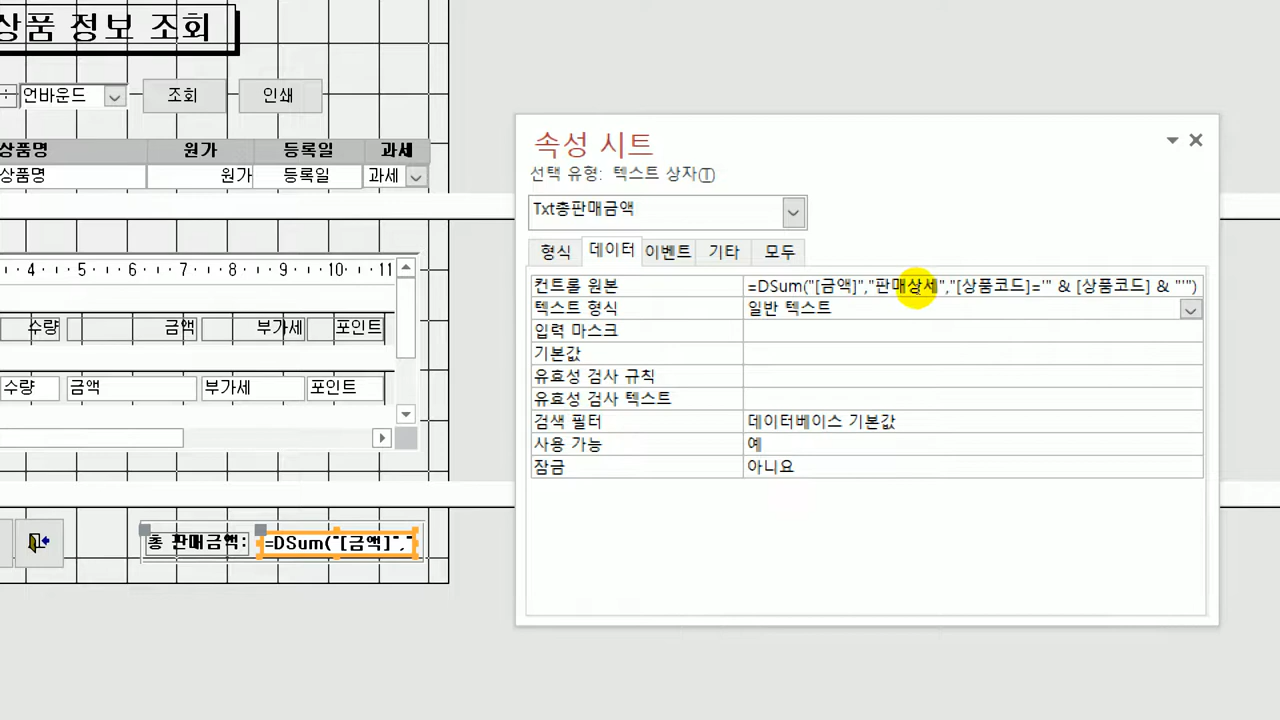 상품 정보 조회
: 언바운드 조회 인쇄
상품명 원가 등록일 과세
상품명 원가 등록일 과세
4 · 5 · 6 · 7 · 8 · 9 · 10 · 11
수량 금액 부가세 포인트
수량 금액 부가세 포인트
총 판매금액: =DSum("[금액]","
속성 시트
선택 유형: 텍스트 상자(T)
Txt총판매금액
형식 데이터 이벤트 기타 모두
컨트롤 원본 =DSum("[금액]","판매상세","[상품코드]='" & [상품코드] & "'")
텍스트 형식 일반 텍스트
입력 마스크
기본값
유효성 검사 규칙
유효성 검사 텍스트
검색 필터 데이터베이스 기본값
사용 가능 예
잠금 아니요